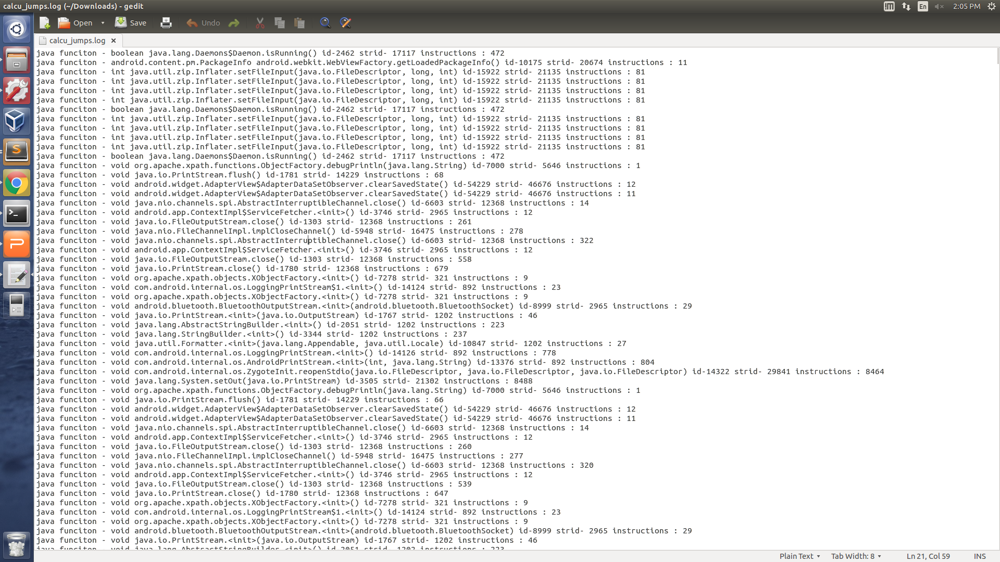 calcu_jumps.log (~/Downloads) - gedit
En
2:05 PM
Open
Save
Undo
calcu_jumps.log
java funciton - boolean java.lang.Daemons$Daemon.isRunning() id-2462 strid- 17117 instructions : 472
java funciton - android.content.pm.PackageInfo android.webkit.WebViewFactory.getLoadedPackageInfo() id-10175 strid- 20674 instructions : 11
java funciton - int java.util.zip.Inflater.setFileInput(java.io.FileDescriptor, long, int) id-15922 strid- 21135 instructions : 81
java funciton - int java.util.zip.Inflater.setFileInput(java.io.FileDescriptor, long, int) id-15922 strid- 21135 instructions : 81
java funciton - int java.util.zip.Inflater.setFileInput(java.io.FileDescriptor, long, int) id-15922 strid- 21135 instructions : 81
java funciton - int java.util.zip.Inflater.setFileInput(java.io.FileDescriptor, long, int) id-15922 strid- 21135 instructions : 81
java funciton - boolean java.lang.Daemons$Daemon.isRunning() id-2462 strid- 17117 instructions : 472
java funciton - int java.util.zip.Inflater.setFileInput(java.io.FileDescriptor, long, int) id-15922 strid- 21135 instructions : 81
java funciton - int java.util.zip.Inflater.setFileInput(java.io.FileDescriptor, long, int) id-15922 strid- 21135 instructions : 81
java funciton - int java.util.zip.Inflater.setFileInput(java.io.FileDescriptor, long, int) id-15922 strid- 21135 instructions : 81
java funciton - int java.util.zip.Inflater.setFileInput(java.io.FileDescriptor, long, int) id-15922 strid- 21135 instructions : 81
java funciton - boolean java.lang.Daemons$Daemon.isRunning() id-2462 strid- 17117 instructions : 472
java funciton - void org.apache.xpath.functions.ObjectFactory.debugPrintln(java.lang.String) id-7000 strid- 5646 instructions : 1
java funciton - void java.io.PrintStream.flush() id-1781 strid- 14229 instructions : 68
java funciton - void android.widget.AdapterView$AdapterDataSetObserver.clearSavedState() id-54229 strid- 46676 instructions : 12
java funciton - void android.widget.AdapterView$AdapterDataSetObserver.clearSavedState() id-54229 strid- 46676 instructions : 11
java funciton - void java.nio.channels.spi.AbstractInterruptibleChannel.close() id-6603 strid- 12368 instructions : 14
java funciton - void android.app.ContextImpl$ServiceFetcher.<init>() id-3746 strid- 2965 instructions : 12
java funciton - void java.io.FileOutputStream.close() id-1303 strid- 12368 instructions : 261
java funciton - void java.nio.FileChannelImpl.implCloseChannel() id-5948 strid- 16475 instructions : 278
java funciton - void java.nio.channels.spi.AbstractInterruptibleChannel.close() id-6603 strid- 12368 instructions : 322
java funciton - void android.app.ContextImpl$ServiceFetcher.<init>() id-3746 strid- 2965 instructions : 12
java funciton - void java.io.FileOutputStream.close() id-1303 strid- 12368 instructions : 558
java funciton - void java.io.PrintStream.close() id-1780 strid- 12368 instructions : 679
java funciton - void org.apache.xpath.objects.XObjectFactory.<init>() id-7278 strid- 321 instructions : 9
java funciton - void com.android.internal.os.LoggingPrintStream$1.<init>() id-14124 strid- 892 instructions : 23
java funciton - void org.apache.xpath.objects.XObjectFactory.<init>() id-7278 strid- 321 instructions : 9
java funciton - void android.bluetooth.BluetoothOutputStream.<init>(android.bluetooth.BluetoothSocket) id-8999 strid- 2965 instructions : 29
java funciton - void java.io.PrintStream.<init>(java.io.OutputStream) id-1767 strid- 1202 instructions : 46
java funciton - void java.lang.AbstractStringBuilder.<init>() id-2051 strid- 1202 instructions : 223
java funciton - void java.lang.StringBuilder.<init>() id-3344 strid- 1202 instructions : 237
java funciton - void java.util.Formatter.<init>(java.lang.Appendable, java.util.Locale) id-10847 strid- 1202 instructions : 27
java funciton - void com.android.internal.os.LoggingPrintStream.<init>() id-14126 strid- 892 instructions : 778
java funciton - void com.android.internal.os.AndroidPrintStream.<init>(int, java.lang.String) id-13376 strid- 892 instructions : 804
java funciton - void com.android.internal.os.ZygoteInit.reopenStdio(java.io.FileDescriptor, java.io.FileDescriptor, java.io.FileDescriptor) id-14322 strid- 29841 instructions : 8464
java funciton - void java.lang.System.setOut(java.io.PrintStream) id-3505 strid- 21302 instructions : 8488
java funciton - void org.apache.xpath.functions.ObjectFactory.debugPrintln(java.lang.String) id-7000 strid- 5646 instructions : 1
java funciton - void java.io.PrintStream.flush() id-1781 strid- 14229 instructions : 66
java funciton - void android.widget.AdapterView$AdapterDataSetObserver.clearSavedState() id-54229 strid- 46676 instructions : 12
java funciton - void android.widget.AdapterView$AdapterDataSetObserver.clearSavedState() id-54229 strid- 46676 instructions : 11
java funciton - void java.nio.channels.spi.AbstractInterruptibleChannel.close() id-6603 strid- 12368 instructions : 14
java funciton - void android.app.ContextImpl$ServiceFetcher.<init>() id-3746 strid- 2965 instructions : 12
java funciton - void java.io.FileOutputStream.close() id-1303 strid- 12368 instructions : 260
java funciton - void java.nio.FileChannelImpl.implCloseChannel() id-5948 strid- 16475 instructions : 277
java funciton - void java.nio.channels.spi.AbstractInterruptibleChannel.close() id-6603 strid- 12368 instructions : 320
java funciton - void android.app.ContextImpl$ServiceFetcher.<init>() id-3746 strid- 2965 instructions : 12
java funciton - void java.io.FileOutputStream.close() id-1303 strid- 12368 instructions : 539
java funciton - void java.io.PrintStream.close() id-1780 strid- 12368 instructions : 647
java funciton - void org.apache.xpath.objects.XObjectFactory.<init>() id-7278 strid- 321 instructions : 9
java funciton - void com.android.internal.os.LoggingPrintStream$1.<init>() id-14124 strid- 892 instructions : 23
java funciton - void org.apache.xpath.objects.XObjectFactory.<init>() id-7278 strid- 321 instructions : 9
java funciton - void android.bluetooth.BluetoothOutputStream.<init>(android.bluetooth.BluetoothSocket) id-8999 strid- 2965 instructions : 29
java funciton - void java.io.PrintStream.<init>(java.io.OutputStream) id-1767 strid- 1202 instructions : 46
java funciton - void java.lang.AbstractStringBuilder.<init>() id-2051 strid- 1202 instructions : 223
Plain Text
Tab Width: 8
Ln 21, Col 59
INS